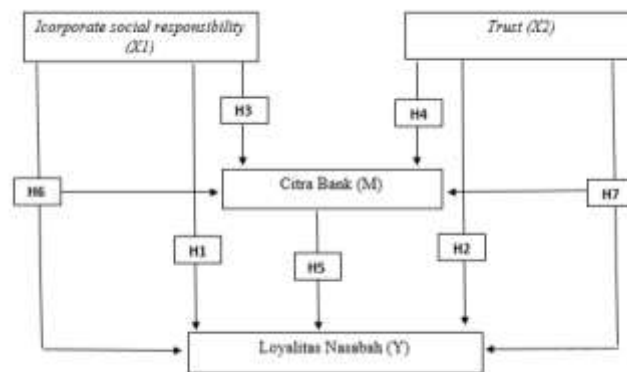 Icorporate social responsibility
(X1)
Trust (X2)
H3
H4
Citra Bank (M)
H6
H7
H1
H5
H2
Loyalitas Nasabah (Y)